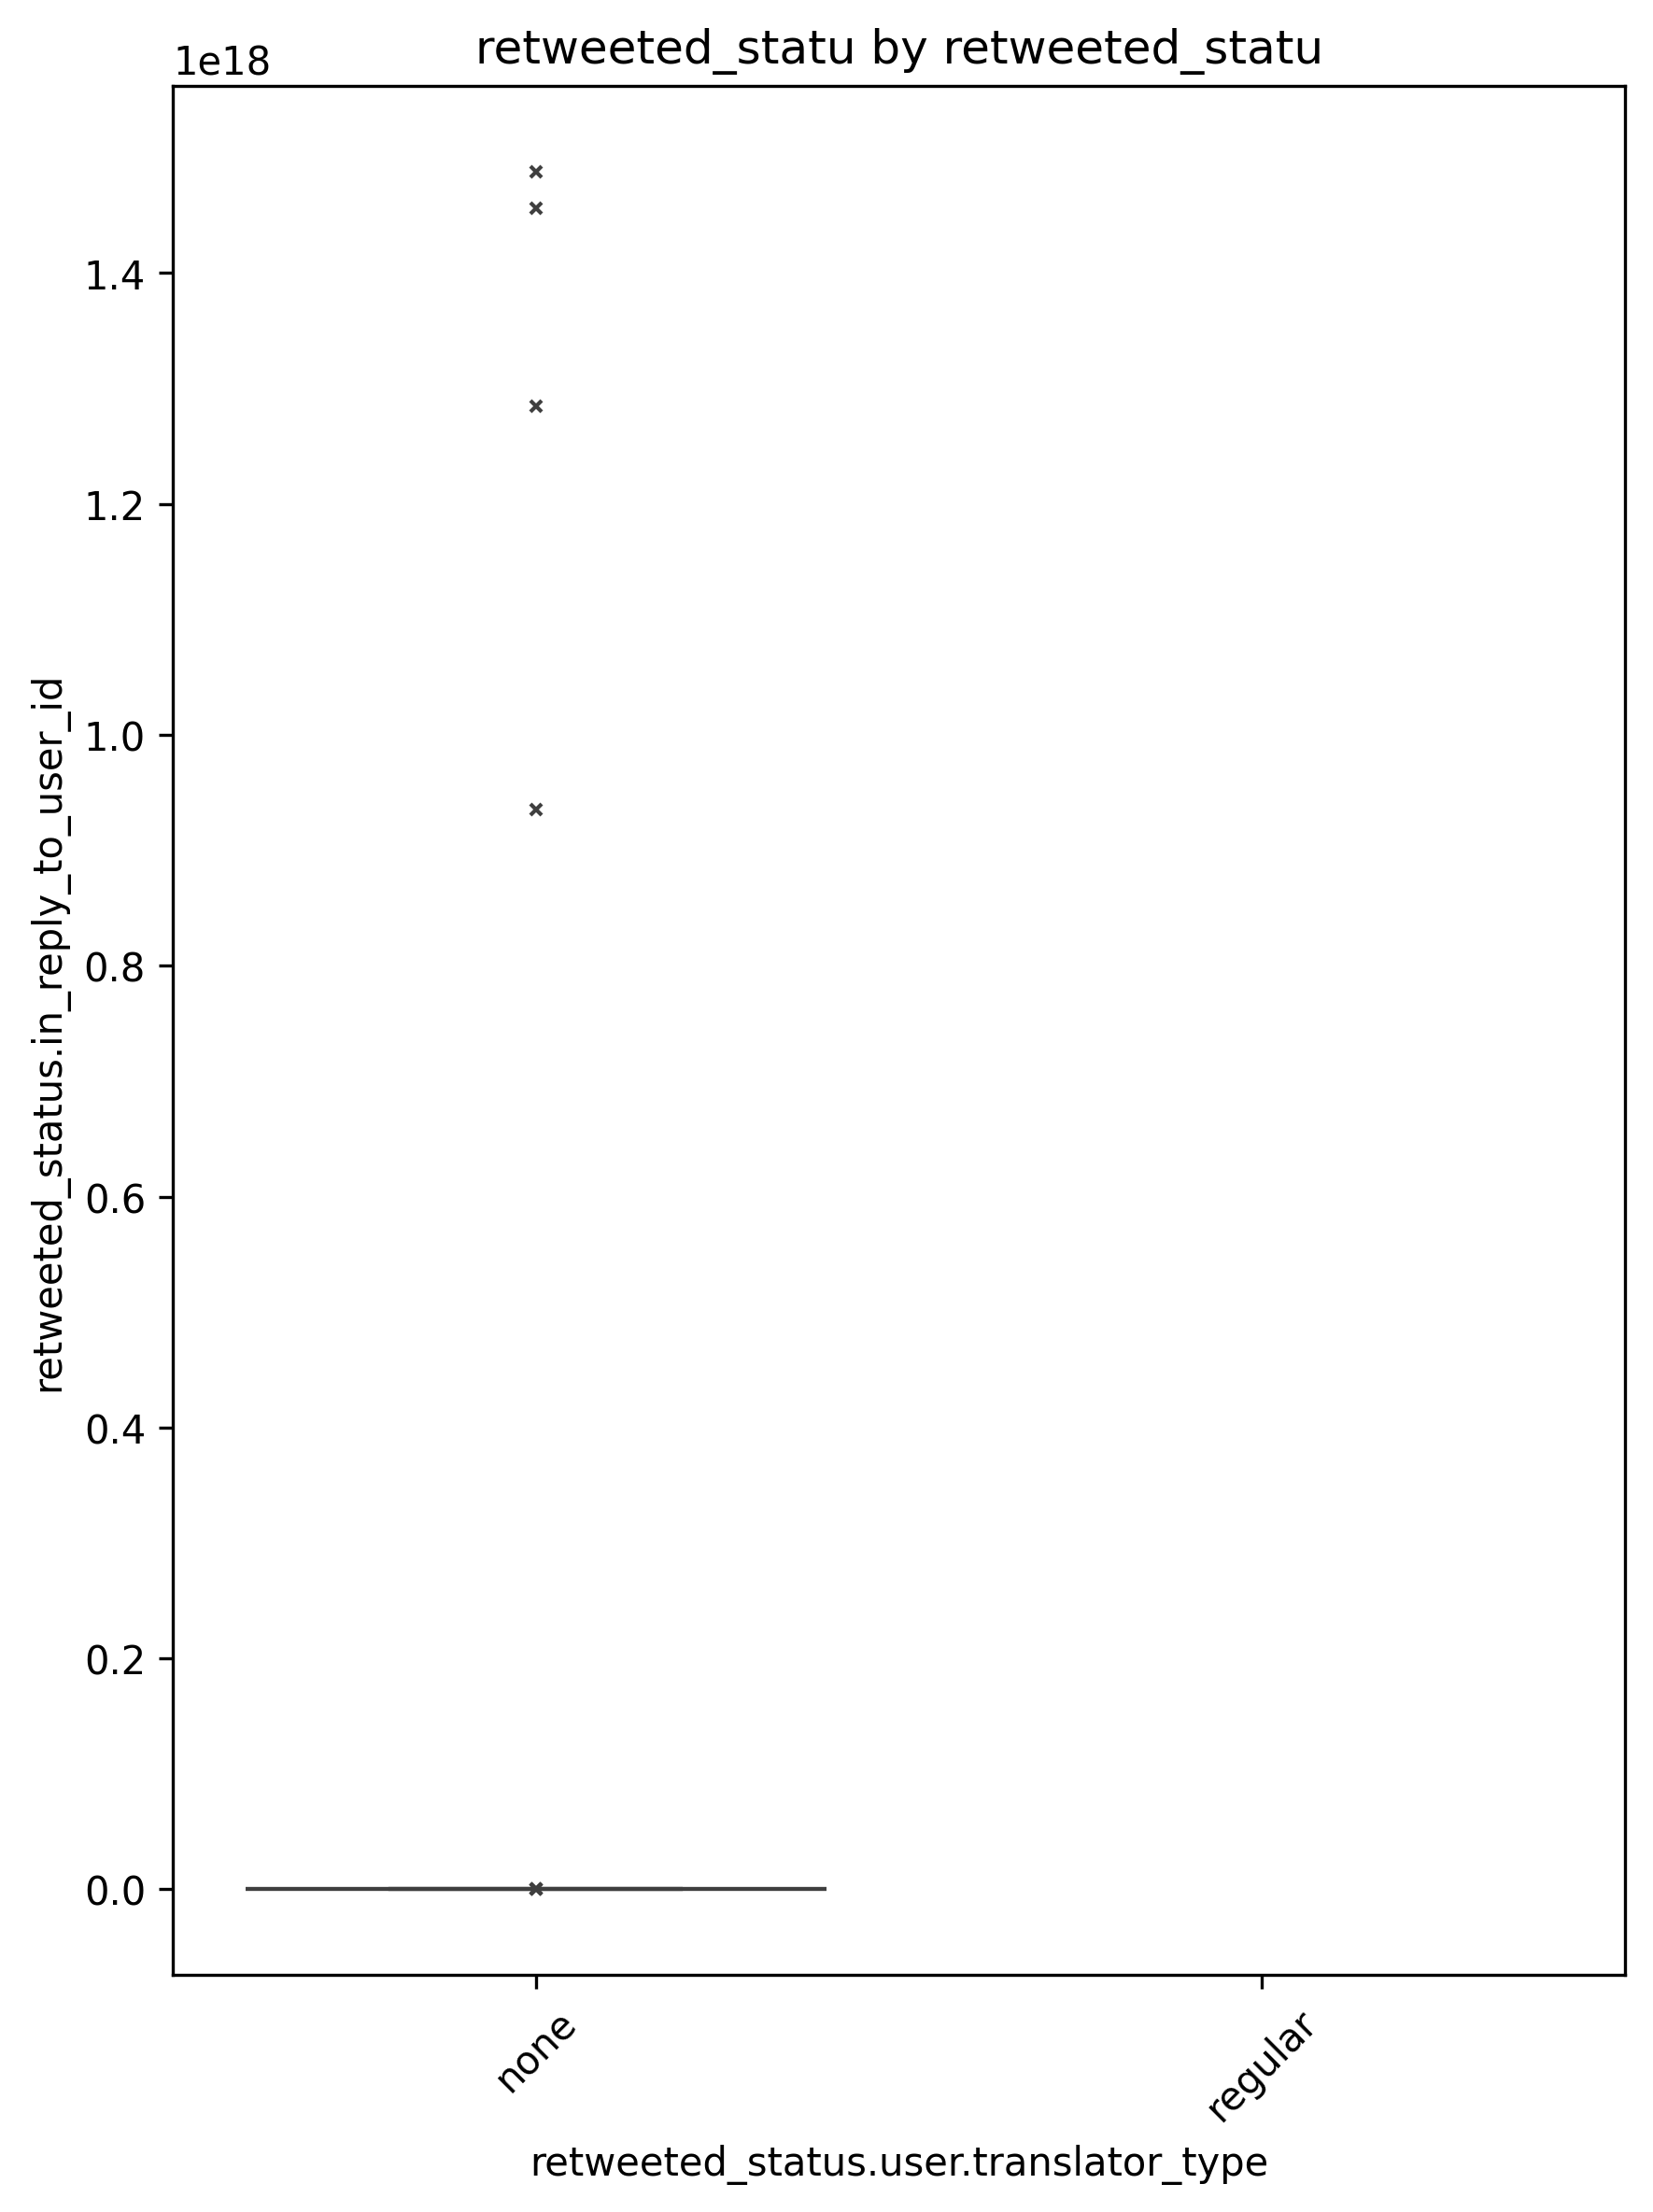 retweeted_statu by retweeted_statu
1e18
1.4
1.2
1.0
0.8
0.6
0.4
0.2
0.0
retweeted_status.in_reply_to_user_id
none
regular
retweeted_status.user.translator_type